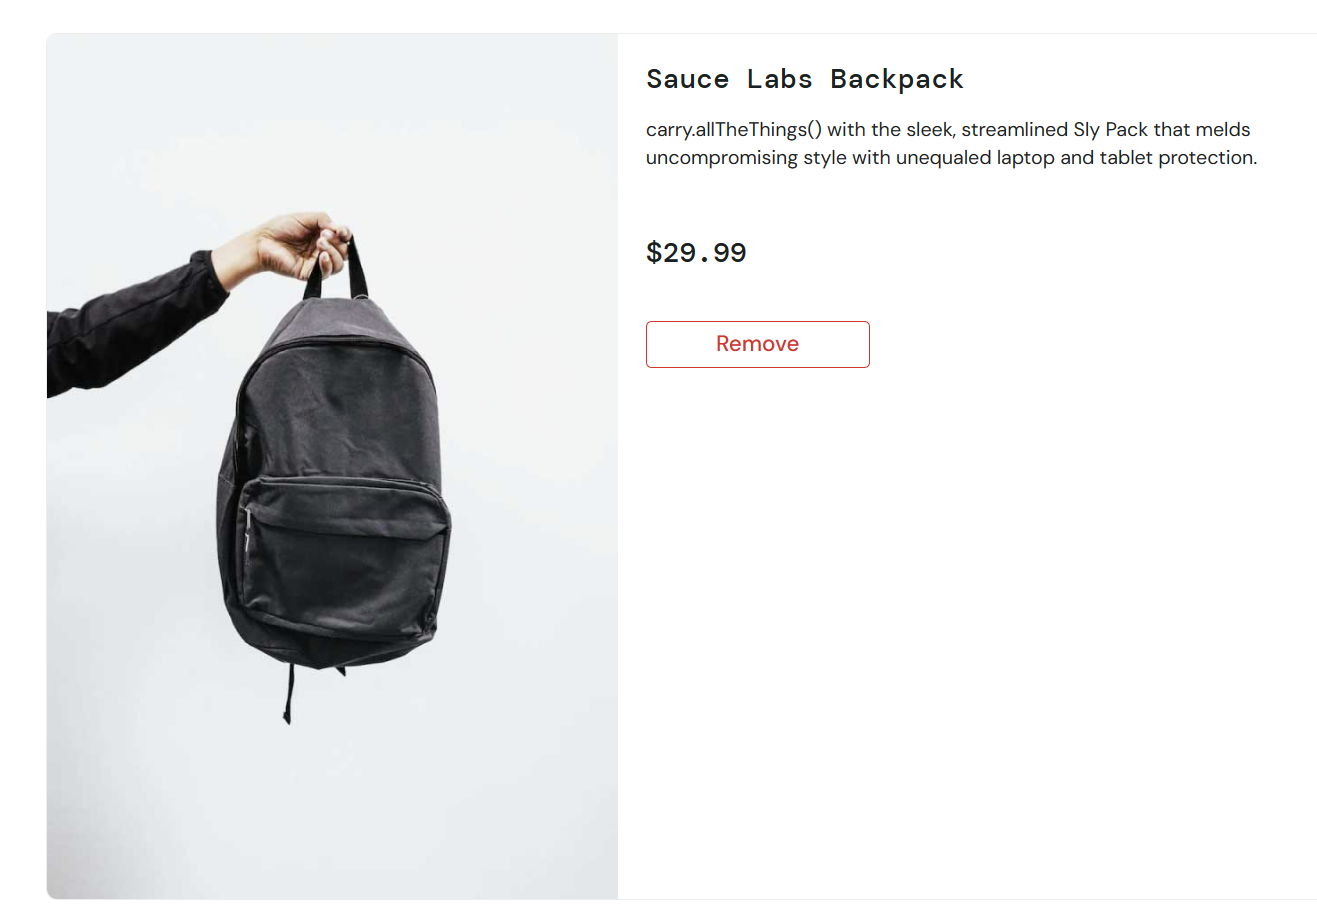 Sauce Labs Backpack
carry.allTheThings() with the sleek, streamlined Sly Pack that melds
uncompromising style with unequaled laptop and tablet protection.
$29.99
Remove